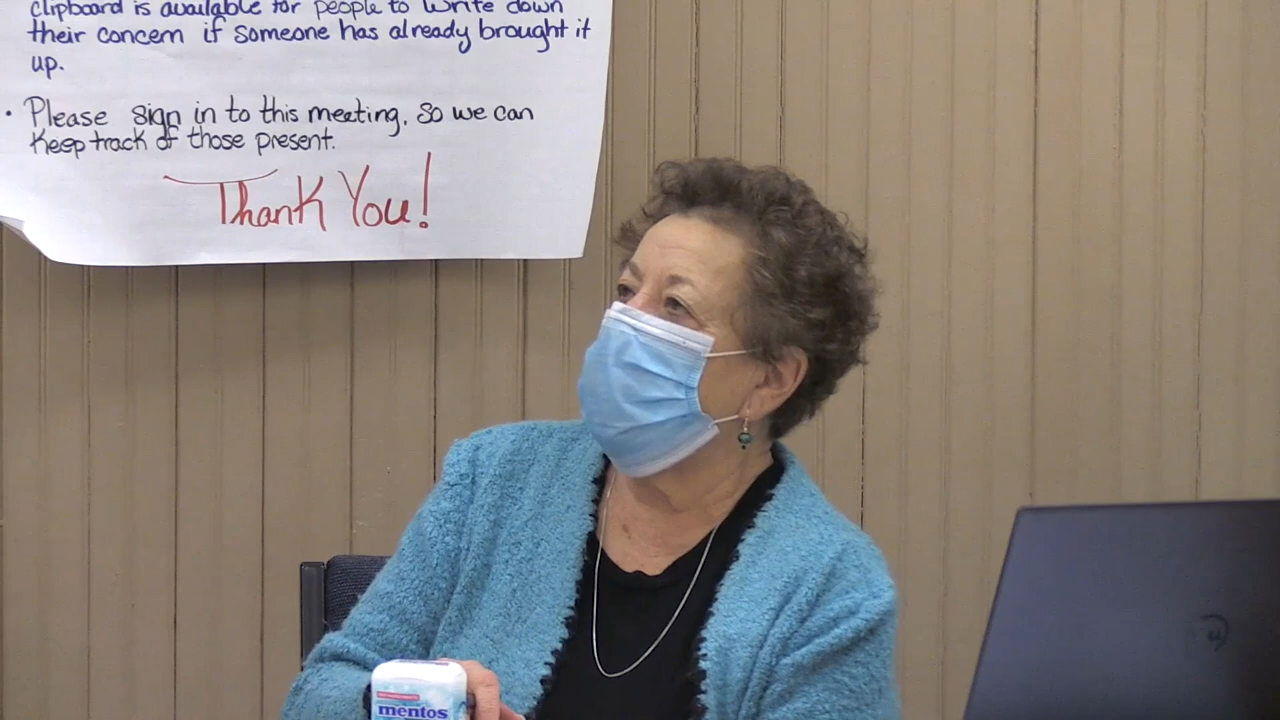 clipboard is available for people to write down
their concern if someone has already brought it
up.
• Please sign in to this meeting, so we can
keep track of those present.
Thank You!
mentos